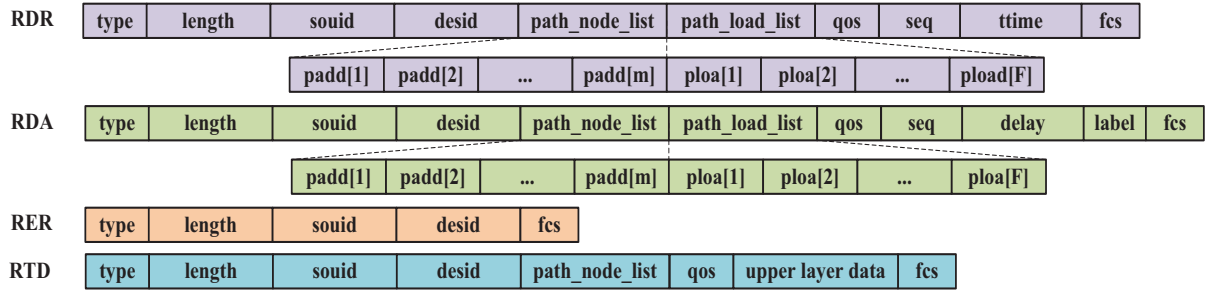 RDR type length souid desid path_node_list path_load_list qos seq ttime fcs
padd[1] padd[2] ... padd[m] ploa[1] ploa[2] ... pload[F]
RDA type length souid desid path_node_list path_load_list qos seq delay label fcs
padd[1] padd[2] ... padd[m] ploa[1] ploa[2] ... ploa[F]
RER type length souid desid fcs
RTD type length souid desid path_node_list qos upper layer data fcs